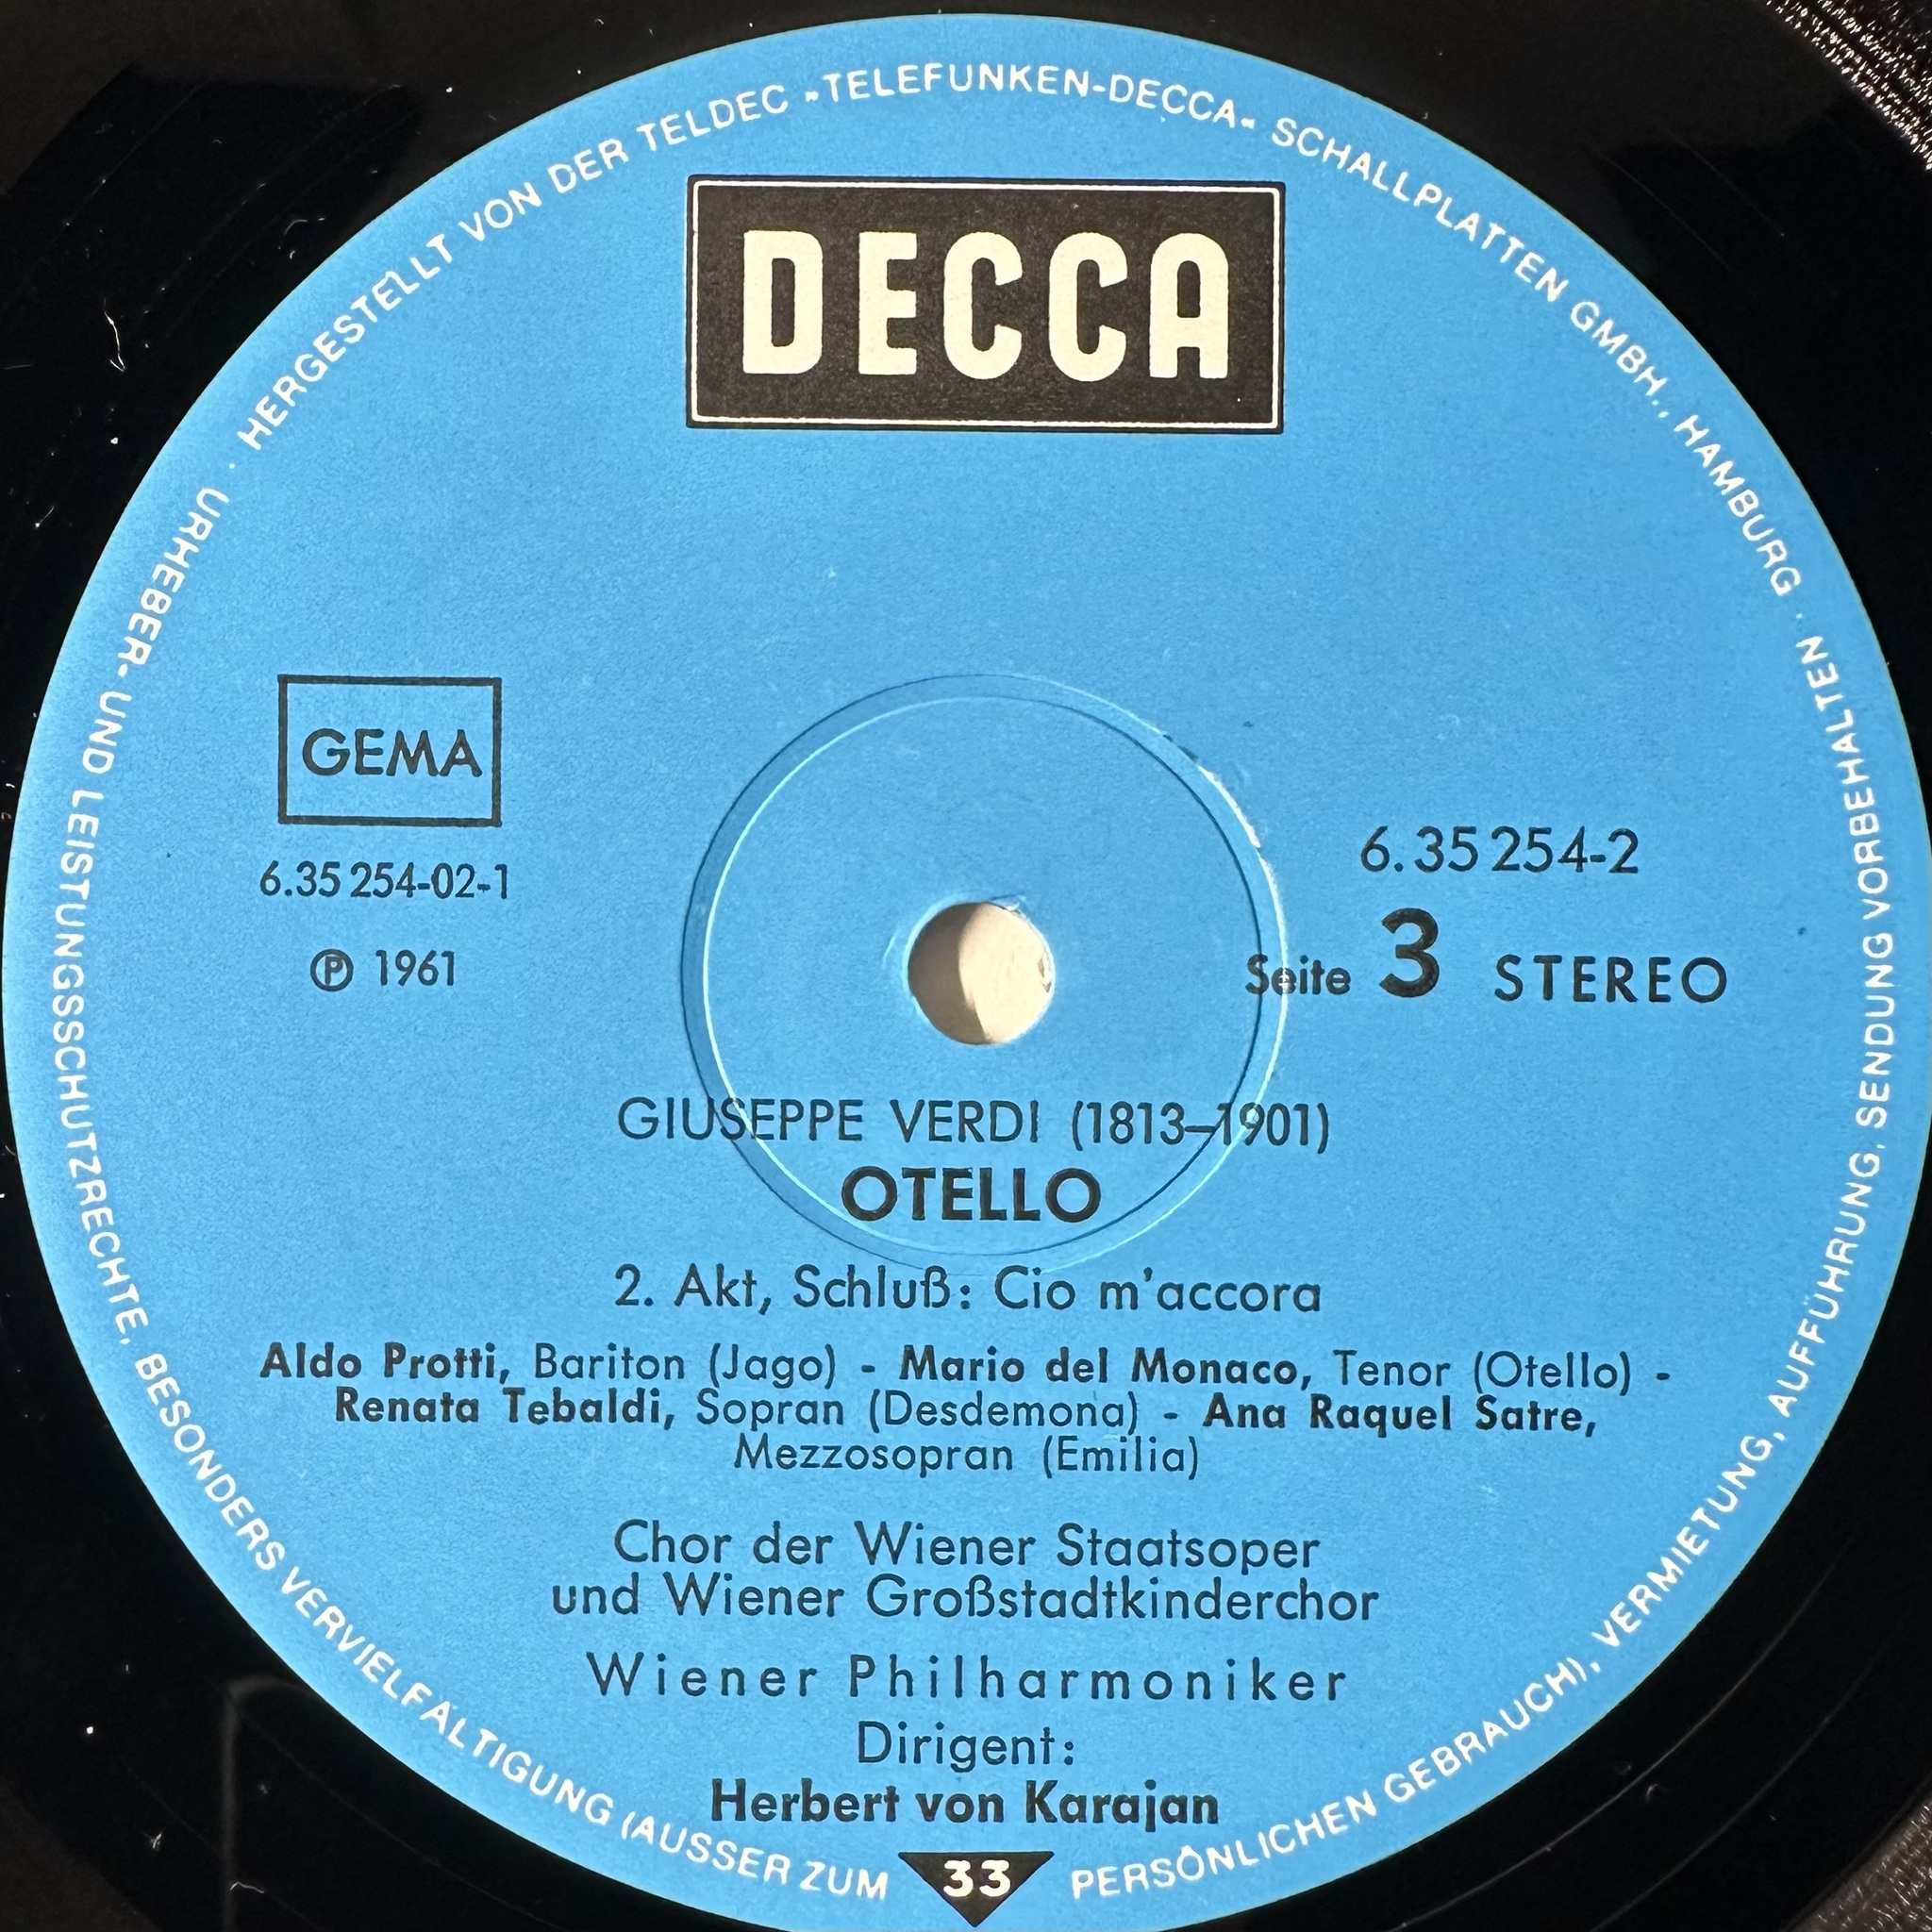 HERGESTELLT VON DER TELDEC »TELEFUNKEN-DECCA« SCHALLPLATTEN GMBH., HAMBURG ·
URHEBER- UND LEISTUNGSSCHUTZRECHTE, BESONDERS VERVIELFÄLTIGUNG (AUSSER ZUM PERSÖNLICHEN GEBRAUCH), VERMIETUNG, AUFFÜHRUNG, SENDUNG VORBEHALTEN ·
DECCA
GEMA
6.35 254-02-1
℗ 1961
6.35 254-2
Seite 3 STEREO
GIUSEPPE VERDI (1813–1901)
OTELLO
2. Akt, Schluß: Cio m'accora
Aldo Protti, Bariton (Jago) - Mario del Monaco, Tenor (Otello) -
Renata Tebaldi, Sopran (Desdemona) - Ana Raquel Satre,
Mezzosopran (Emilia)
Chor der Wiener Staatsoper
und Wiener Großstadtkinderchor
Wiener Philharmoniker
Dirigent:
Herbert von Karajan
33